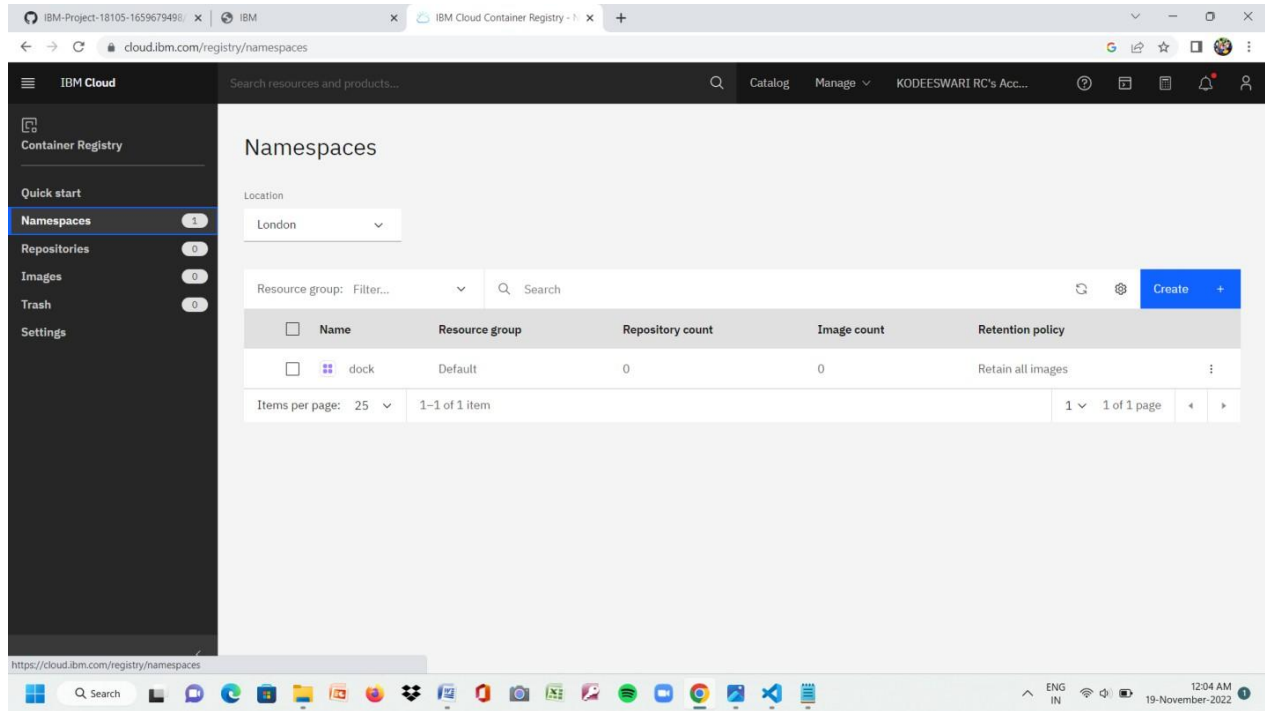 IBM-Project-18105-1659679498/
IBM
IBM Cloud Container Registry - N
cloud.ibm.com/registry/namespaces
IBM Cloud
Search resources and products...
Catalog
Manage
KODEESWARI RC's Acc...
Container Registry
Quick start
Namespaces 1
Repositories 0
Images 0
Trash 0
Settings
Namespaces
Location
London
Resource group: Filter...
Search
Create +
Name Resource group Repository count Image count Retention policy
dock Default 0 0 Retain all images
Items per page: 25 1–1 of 1 item 1 1 of 1 page
https://cloud.ibm.com/registry/namespaces
Search
ENG
IN
12:04 AM
19-November-2022
1